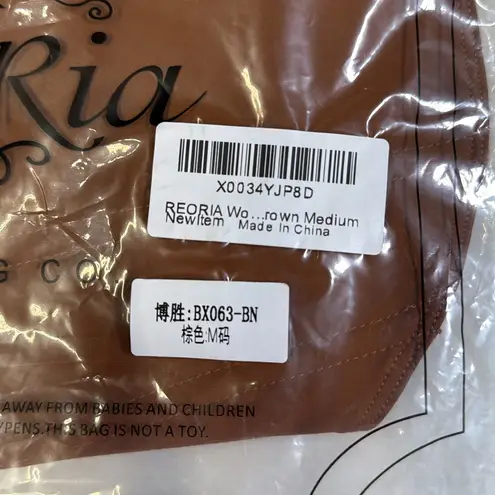 Ria
X0034YJP8D
REORIA Wo...rown Medium
NewItem Made In China
G CO
博胜:BX063-BN
棕色:M码
AWAY FROM BABIES AND CHILDREN
YPENS.THIS BAG IS NOT A TOY.